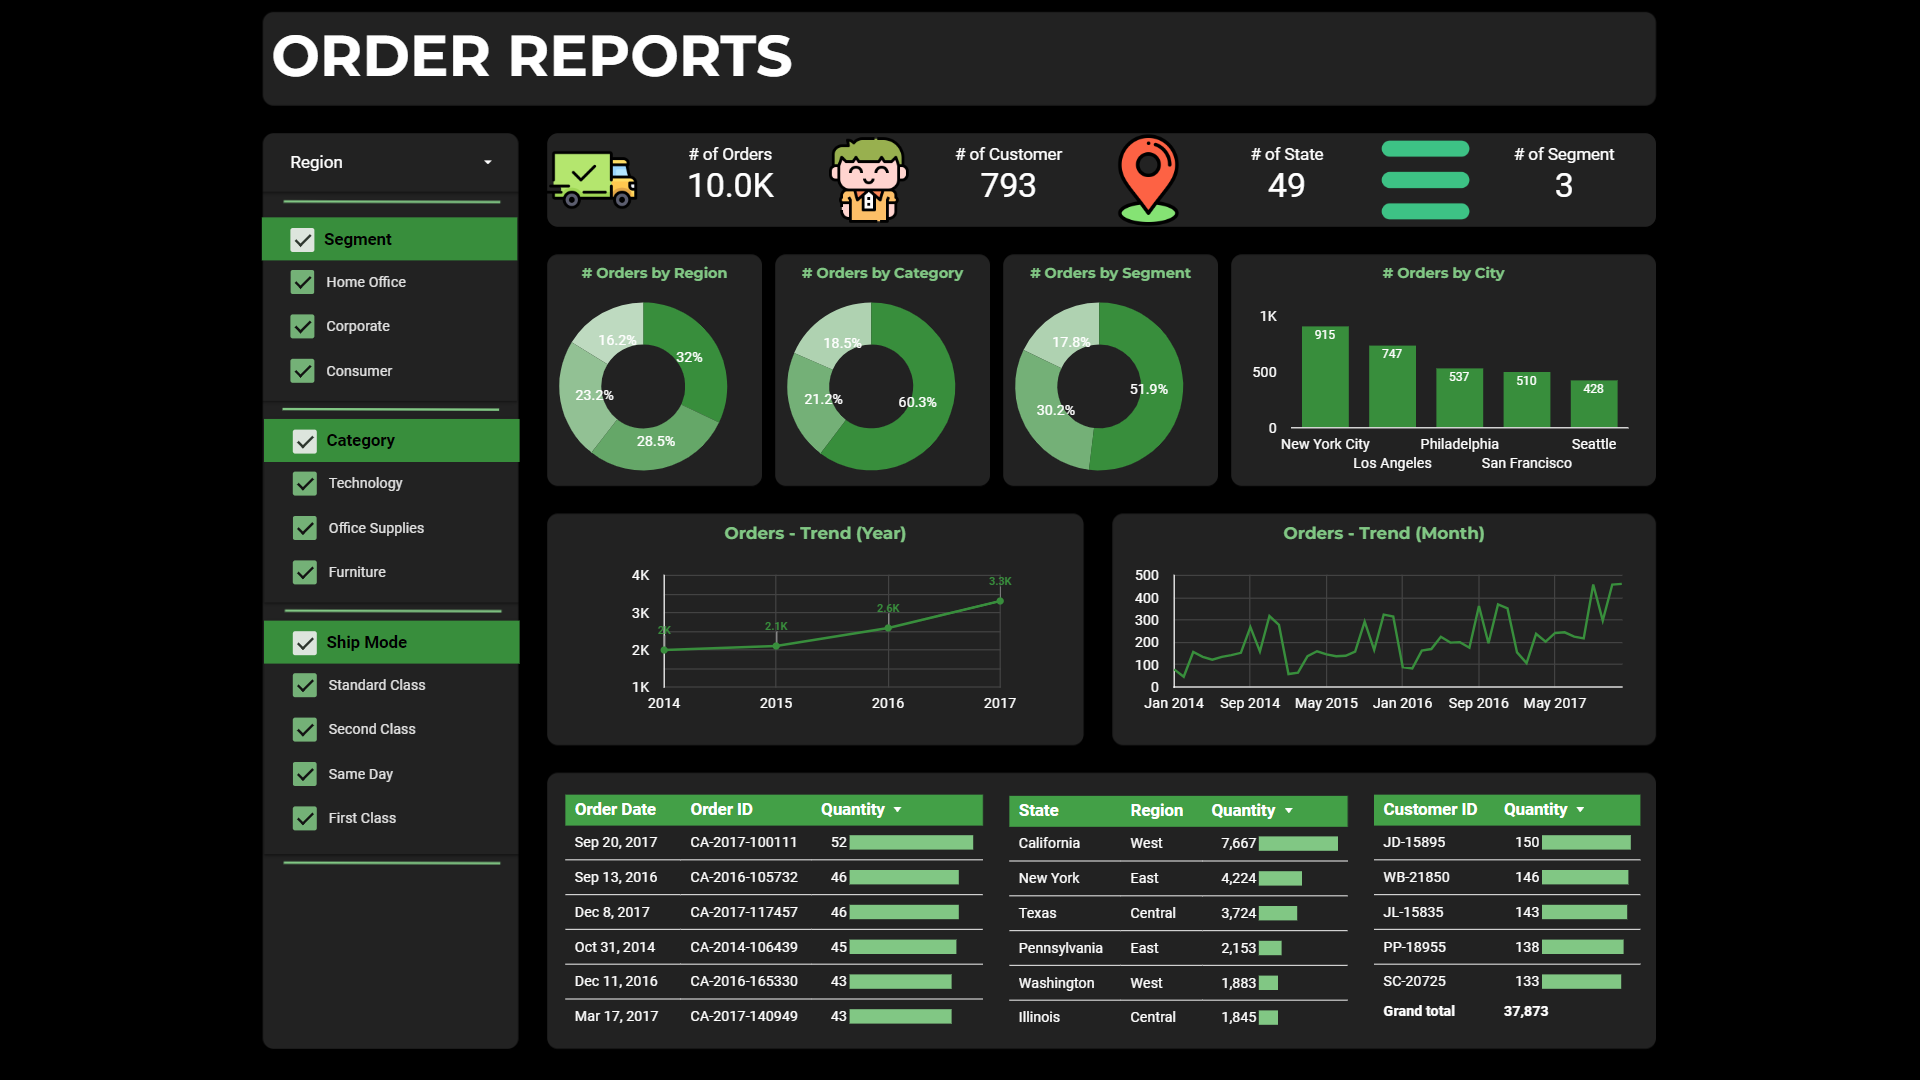 ORDER REPORTS
Region
Segment
Home Office
Corporate
Consumer
Category
Technology
Office Supplies
Furniture
Ship Mode
Standard Class
Second Class
Same Day
First Class
# of Orders
10.0K
# of Customer
793
# of State
49
# of Segment
3
# Orders by Region
16.2%
32%
23.2%
28.5%
# Orders by Category
18.5%
21.2%
60.3%
# Orders by Segment
17.8%
51.9%
30.2%
# Orders by City
1K
500
0
915
747
537
510
428
New York City
Los Angeles
Philadelphia
San Francisco
Seattle
Orders - Trend (Year)
4K
3K
2K
1K
2K
2.1K
2.6K
3.3K
2014 2015 2016 2017
Orders - Trend (Month)
500
400
300
200
100
0
Jan 2014 Sep 2014 May 2015 Jan 2016 Sep 2016 May 2017
Order Date Order ID Quantity
Sep 20, 2017 CA-2017-100111 52
Sep 13, 2016 CA-2016-105732 46
Dec 8, 2017 CA-2017-117457 46
Oct 31, 2014 CA-2014-106439 45
Dec 11, 2016 CA-2016-165330 43
Mar 17, 2017 CA-2017-140949 43
State Region Quantity
California West 7,667
New York East 4,224
Texas Central 3,724
Pennsylvania East 2,153
Washington West 1,883
Illinois Central 1,845
Customer ID Quantity
JD-15895 150
WB-21850 146
JL-15835 143
PP-18955 138
SC-20725 133
Grand total 37,873